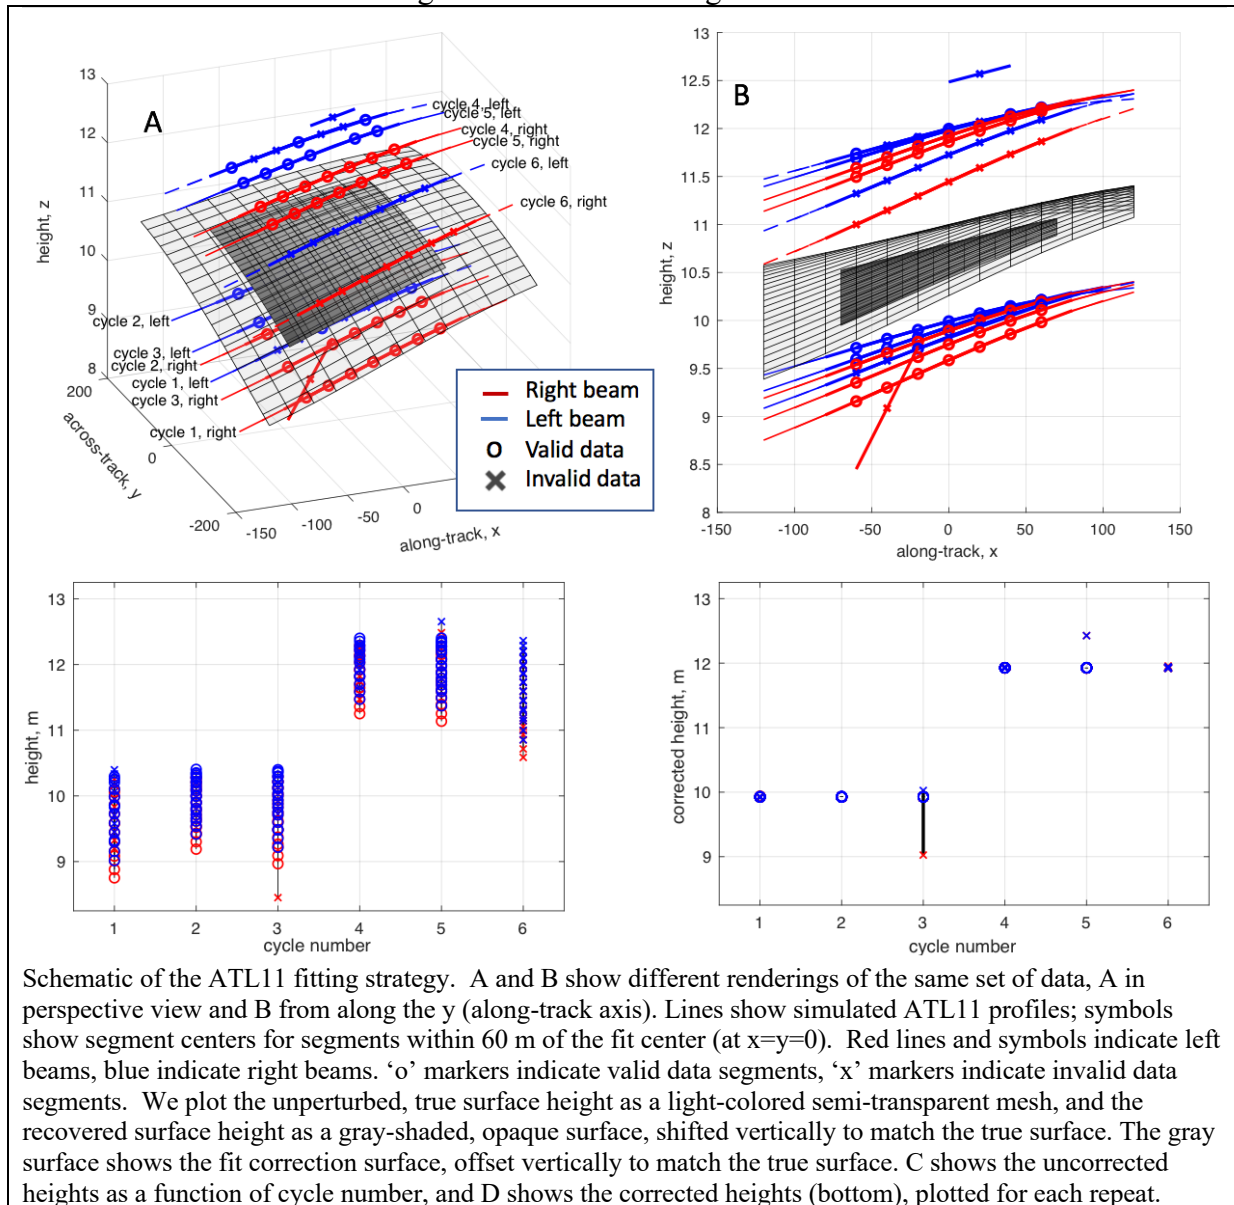 13
12
11
10
9
8
height, z
A
cycle 4, left
cycle 5, left
cycle 4, right
cycle 5, right
cycle 6, left
cycle 6, right
cycle 2, left
cycle 3, left
cycle 2, right
cycle 1, left
cycle 3, right
cycle 1, right
200
0
-200
across-track, y
-150
-100
-50
0
along-track, x
Right beam
Left beam
o Valid data
Invalid data
B
13
12.5
12
11.5
11
10.5
10
9.5
9
8.5
8
height, z
-150
-100
-50
0
50
100
150
along-track, x
13
12
11
10
9
height, m
1
2
3
4
5
6
cycle number
13
12
11
10
9
corrected height, m
1
2
3
4
5
6
cycle number
Schematic of the ATL11 fitting strategy.  A and B show different renderings of the same set of data, A in
perspective view and B from along the y (along-track axis). Lines show simulated ATL11 profiles; symbols
show segment centers for segments within 60 m of the fit center (at x=y=0).  Red lines and symbols indicate left
beams, blue indicate right beams. ‘o’ markers indicate valid data segments, ‘x’ markers indicate invalid data
segments.  We plot the unperturbed, true surface height as a light-colored semi-transparent mesh, and the
recovered surface height as a gray-shaded, opaque surface, shifted vertically to match the true surface. The gray
surface shows the fit correction surface, offset vertically to match the true surface. C shows the uncorrected
heights as a function of cycle number, and D shows the corrected heights (bottom), plotted for each repeat.